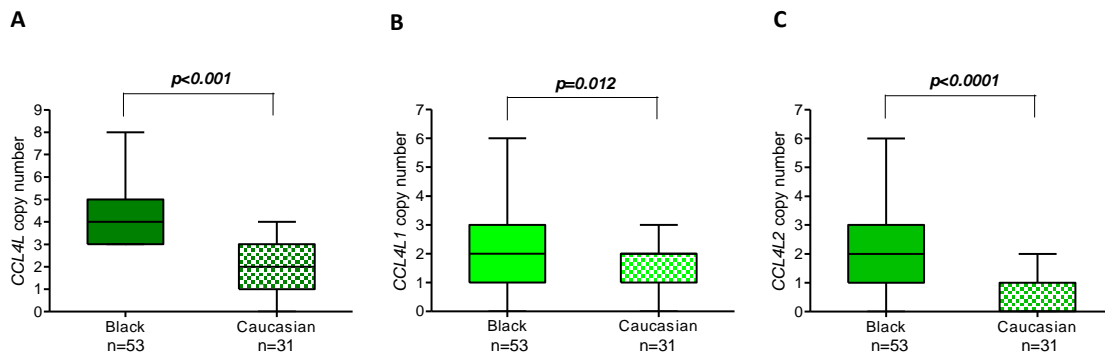 A
p<0.001
CCL4L copy number
9
8
7
6
5
4
3
2
1
0
Black
n=53
Caucasian
n=31
B
p=0.012
CCL4L1 copy number
7
6
5
4
3
2
1
0
Black
n=53
Caucasian
n=31
C
p<0.0001
CCL4L2 copy number
7
6
5
4
3
2
1
0
Black
n=53
Caucasian
n=31